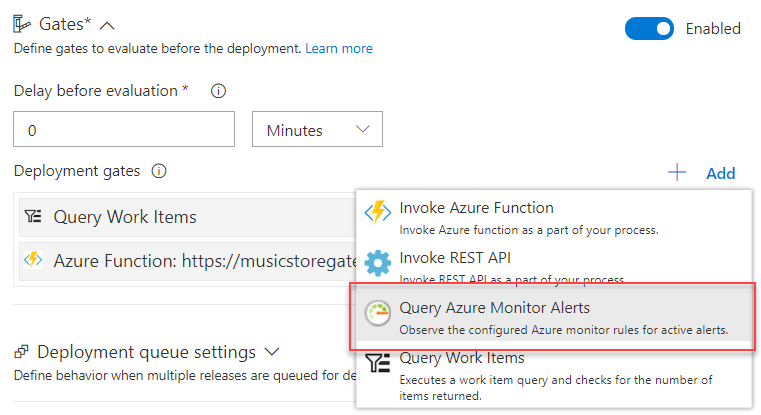 Gates*
Enabled
Define gates to evaluate before the deployment. Learn more
Delay before evaluation *
0
Minutes
Deployment gates
Add
Query Work Items
Azure Function: https://musicstoregate
Invoke Azure Function
Invoke Azure function as a part of your process.
Invoke REST API
Invoke REST API as a part of your process.
Query Azure Monitor Alerts
Observe the configured Azure monitor rules for active alerts.
Query Work Items
Executes a work item query and checks for the number of
items returned.
Deployment queue settings
Define behavior when multiple releases are queued for de